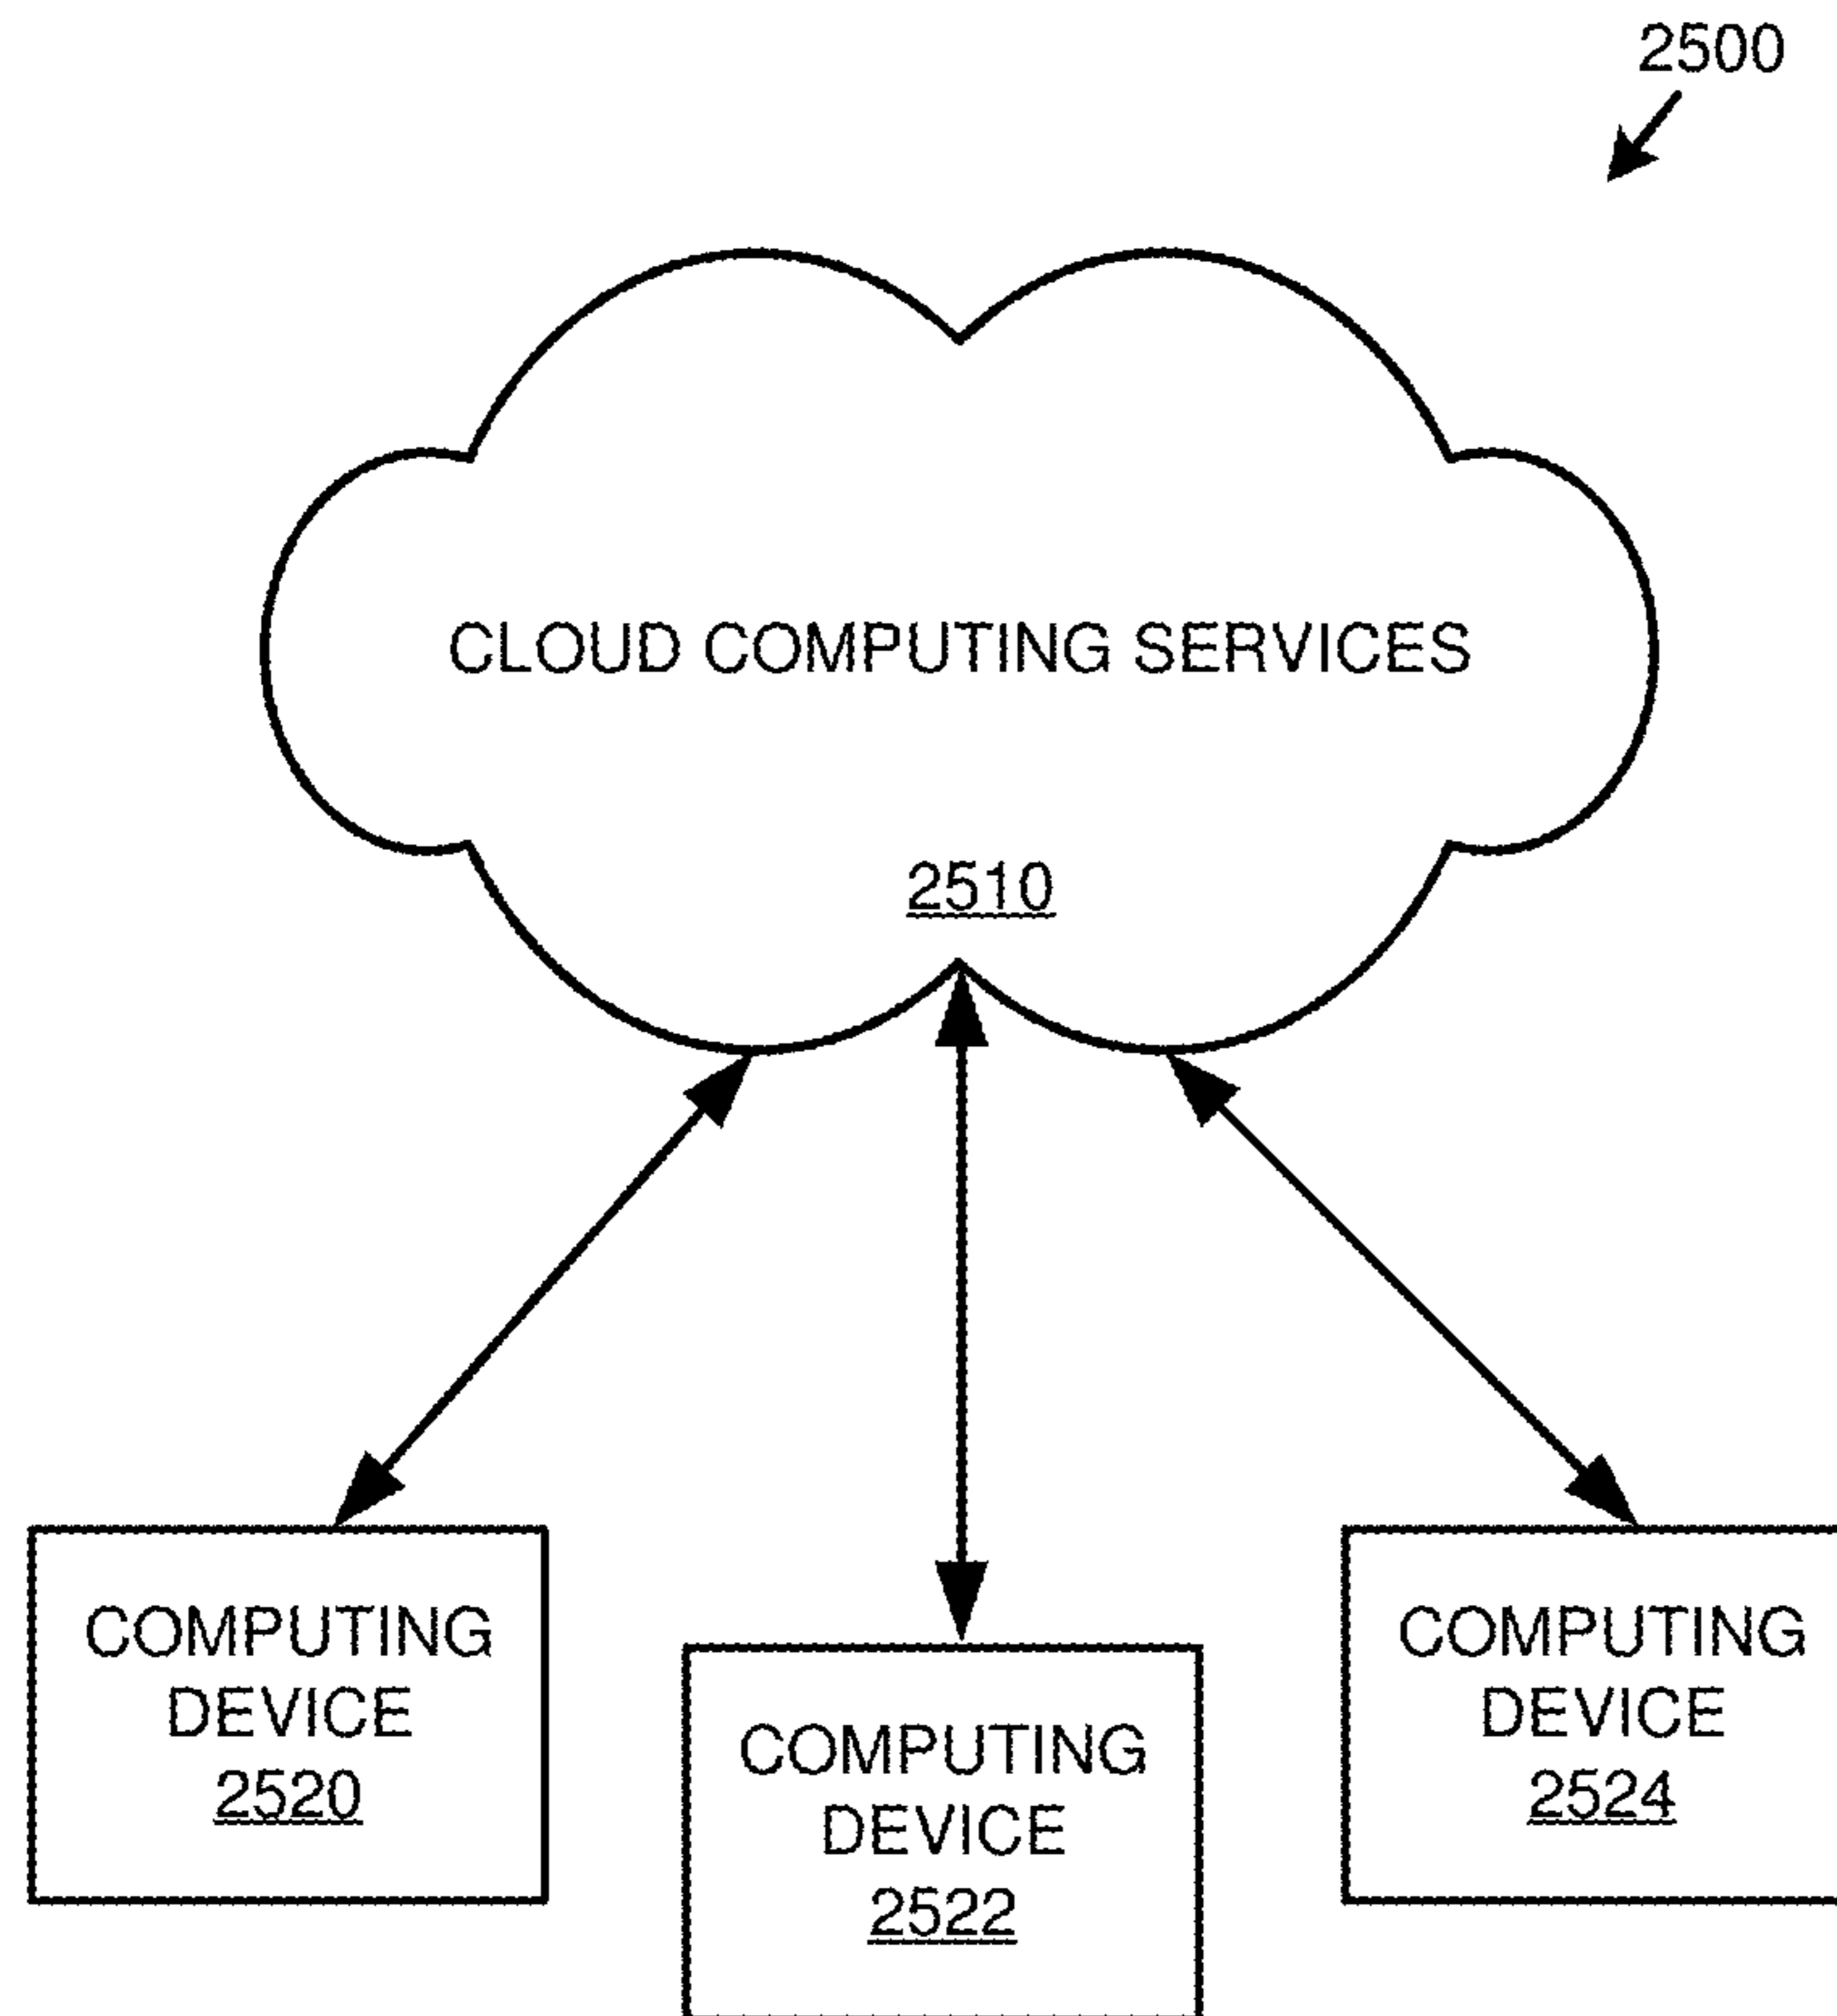 2500
CLOUD COMPUTING SERVICES
2510
COMPUTING
DEVICE
2520
COMPUTING
DEVICE
2522
COMPUTING
DEVICE
2524